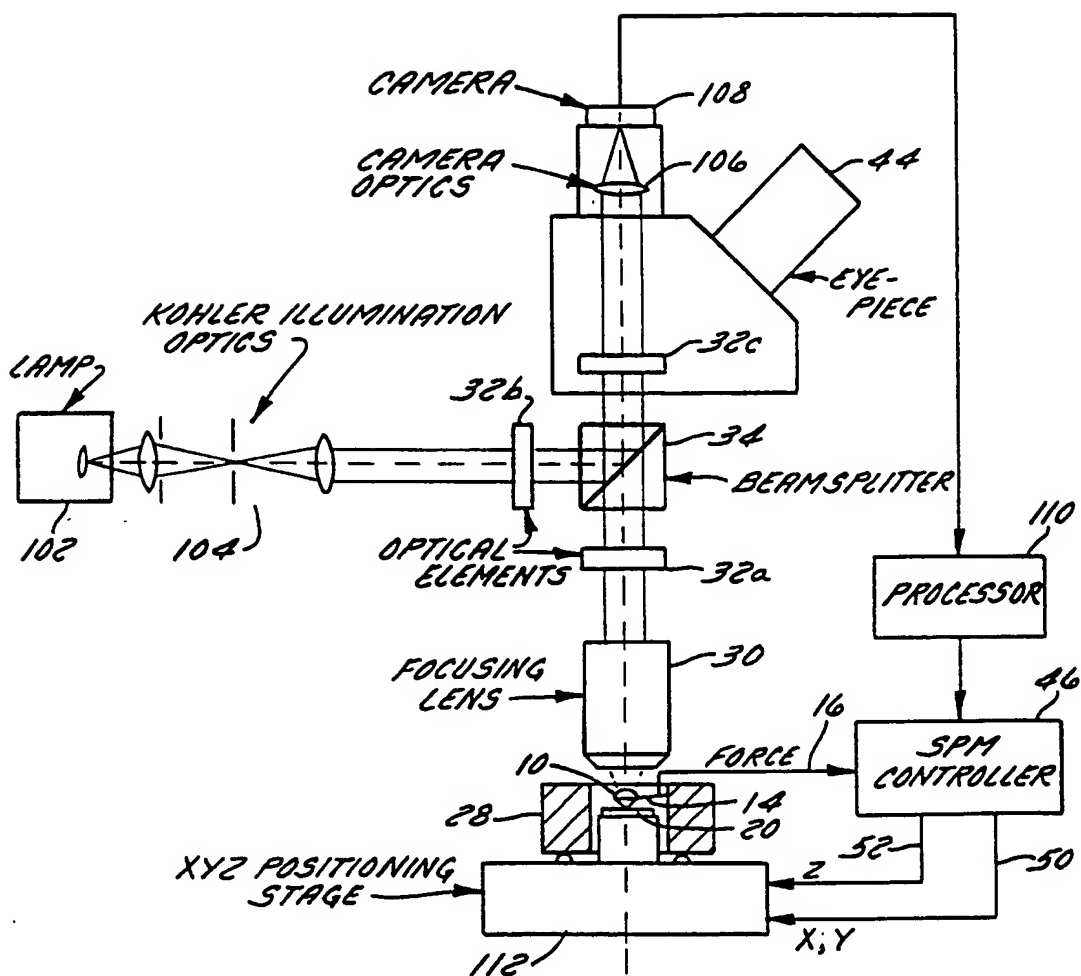 CAMERA
108
CAMERA
OPTICS
106
44
EYE-
PIECE
KOHLER ILLUMINATION
OPTICS
LAMP
32c
32b
34
BEAMSPLITTER
102
104
OPTICAL
ELEMENTS
32a
110
PROCESSOR
30
FOCUSING
LENS
46
16
FORCE
SPM
CONTROLLER
10
14
28
20
52
50
XYZ POSITIONING
STAGE
Z
X;Y
112